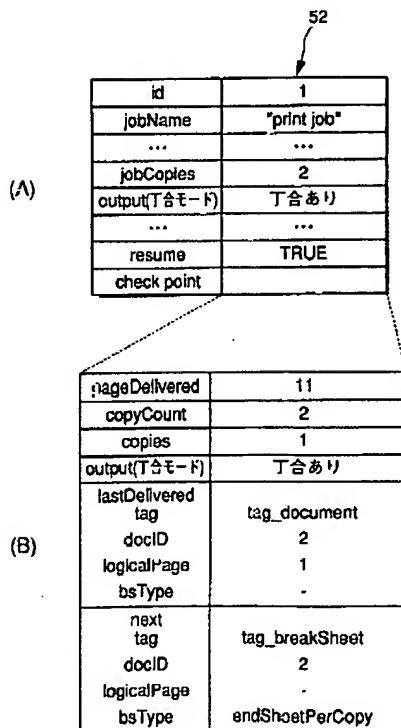 52
(A)
id 1
jobName "print job"
... ...
jobCopies 2
output(丁合モード) 丁合あり
... ...
resume TRUE
check point
(B)
pageDelivered 11
copyCount 2
copies 1
output(丁合モード) 丁合あり
lastDelivered
tag tag_document
docID 2
logicalPage 1
bsType -
next
tag tag_breakSheet
docID 2
logicalPage -
bsType endSheetPerCopy